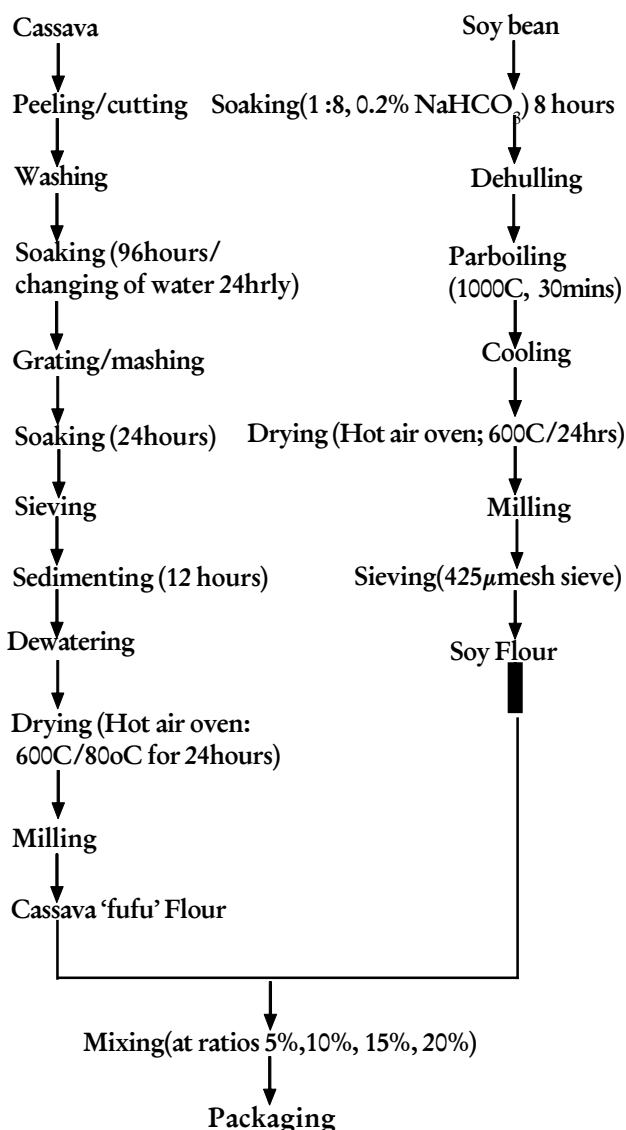 Cassava
Peeling/cutting
Washing
Soaking (96hours/
changing of water 24hrly)
Grating/mashing
Soaking (24hours)
Sieving
Sedimenting (12 hours)
Dewatering
Drying (Hot air oven:
600C/80oC for 24hours)
Milling
Cassava ‘fufu’ Flour
Soy bean
Soaking(1 :8, 0.2% NaHCO₃) 8 hours
Dehulling
Parboiling
(1000C, 30mins)
Cooling
Drying (Hot air oven; 600C/24hrs)
Milling
Sieving(425μmesh sieve)
Soy Flour
Mixing(at ratios 5%,10%, 15%, 20%)
Packaging